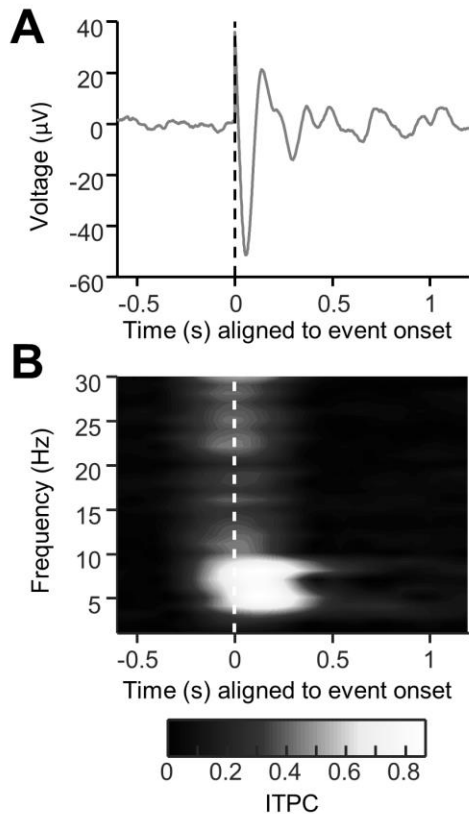 A
40
20
0
-20
-40
-60
Voltage (µV)
-0.5 0 0.5 1
Time (s) aligned to event onset
B
30
25
20
15
10
5
Frequency (Hz)
-0.5 0 0.5 1
Time (s) aligned to event onset
0 0.2 0.4 0.6 0.8
ITPC